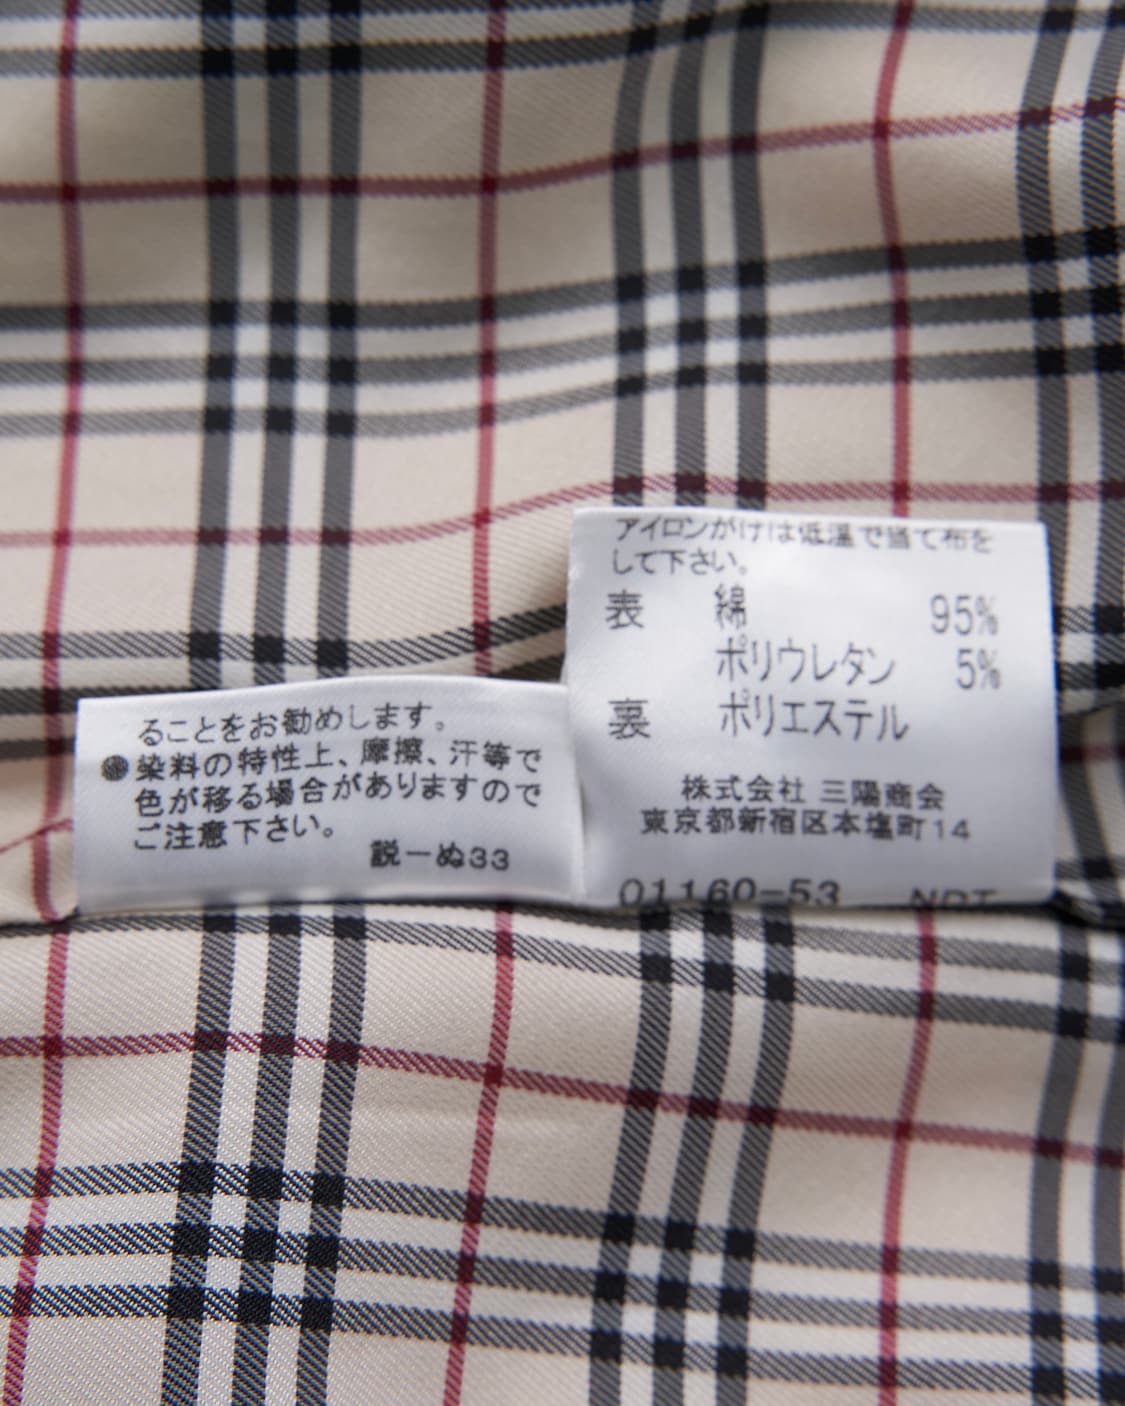 ることをお勧めします。
●染料の特性上、摩擦、汗等で
色が移る場合がありますので
ご注意下さい。
説ーぬ33
アイロンがけは低温で当て布を
して下さい。
表 綿 95%
ポリウレタン 5%
裏 ポリエステル
株式会社 三陽商会
東京都新宿区本塩町14
01160-53 NDT